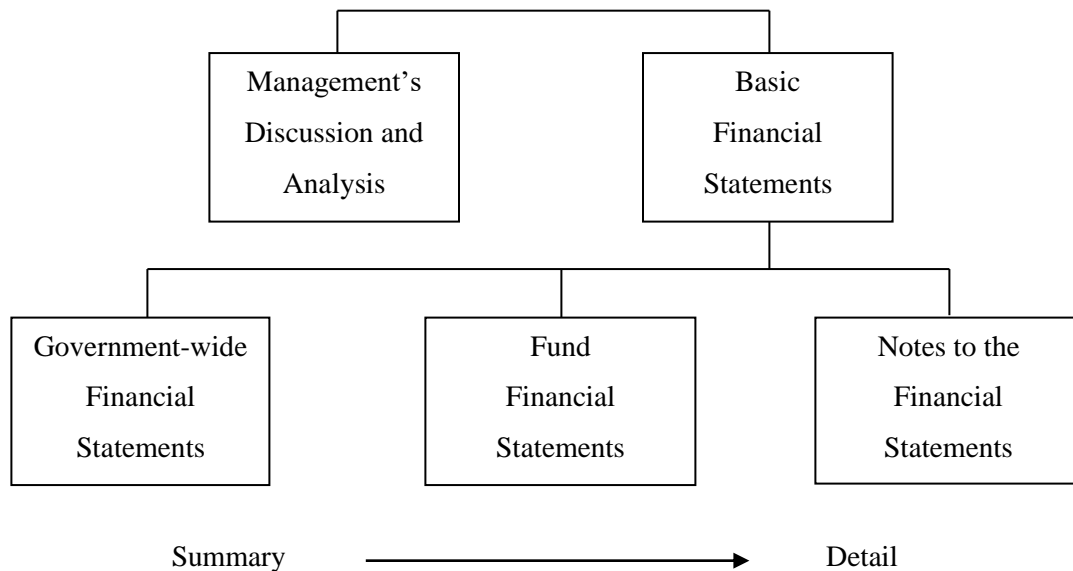 Management’s
Discussion and
Analysis
Basic
Financial
Statements
Government-wide
Financial
Statements
Fund
Financial
Statements
Notes to the
Financial
Statements
Summary
Detail